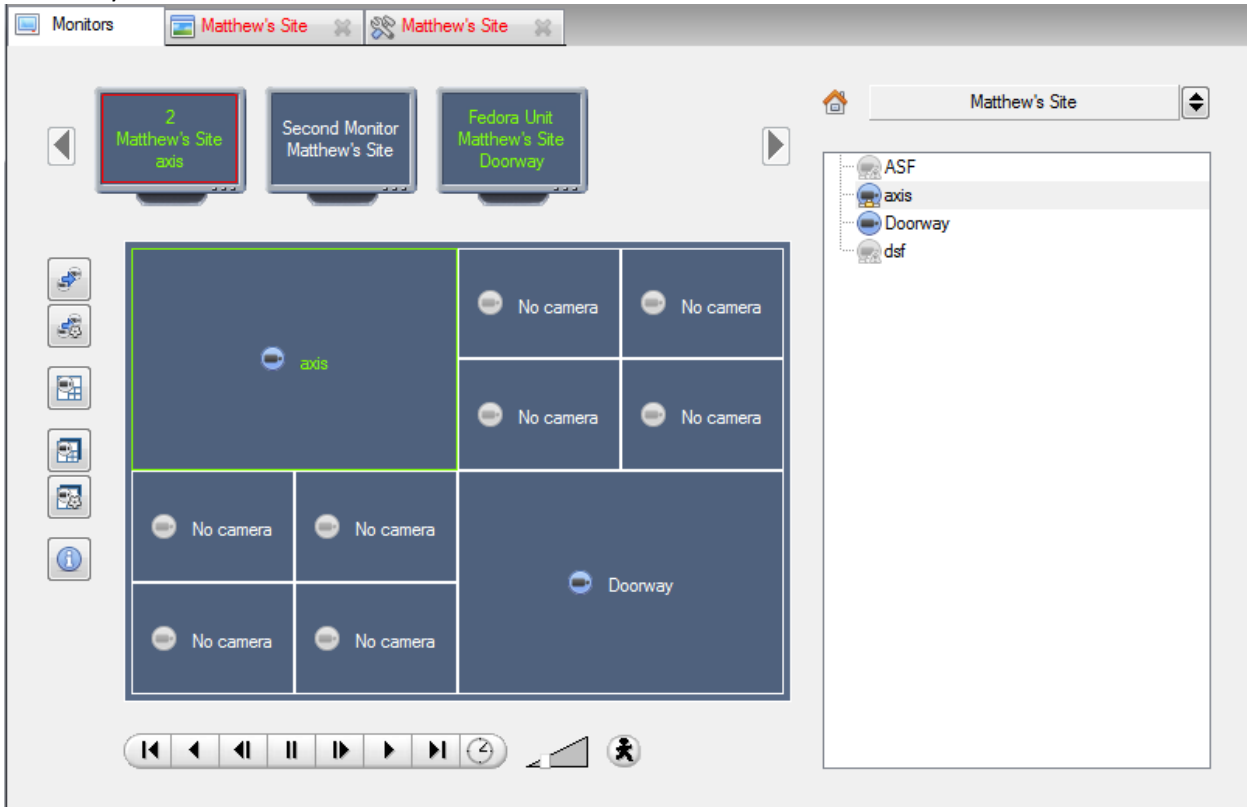 Monitors
Matthew's Site
Matthew's Site
2
Matthew's Site
axis
Second Monitor
Matthew's Site
Fedora Unit
Matthew's Site
Doorway
Matthew's Site
ASF
axis
Doorway
dsf
axis
No camera
No camera
No camera
No camera
No camera
No camera
Doorway
No camera
No camera